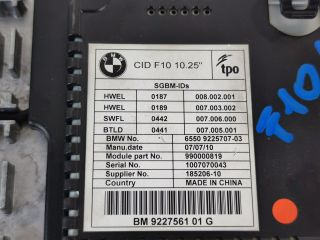 BMW
CID F10 10.25"
tpo
SGBM-IDs
HWEL 0187 008.002.001
HWEL 0189 007.003.002
SWFL 0442 007.006.000
BTLD 0441 007.005.001
BMW No. 6550 9225707-03
Manu.date 07/07/10
Module part No. 990000819
Serial No. 1007070043
Supplier No. 185206-10
Country MADE IN CHINA
BM 9227561 01 G
F10